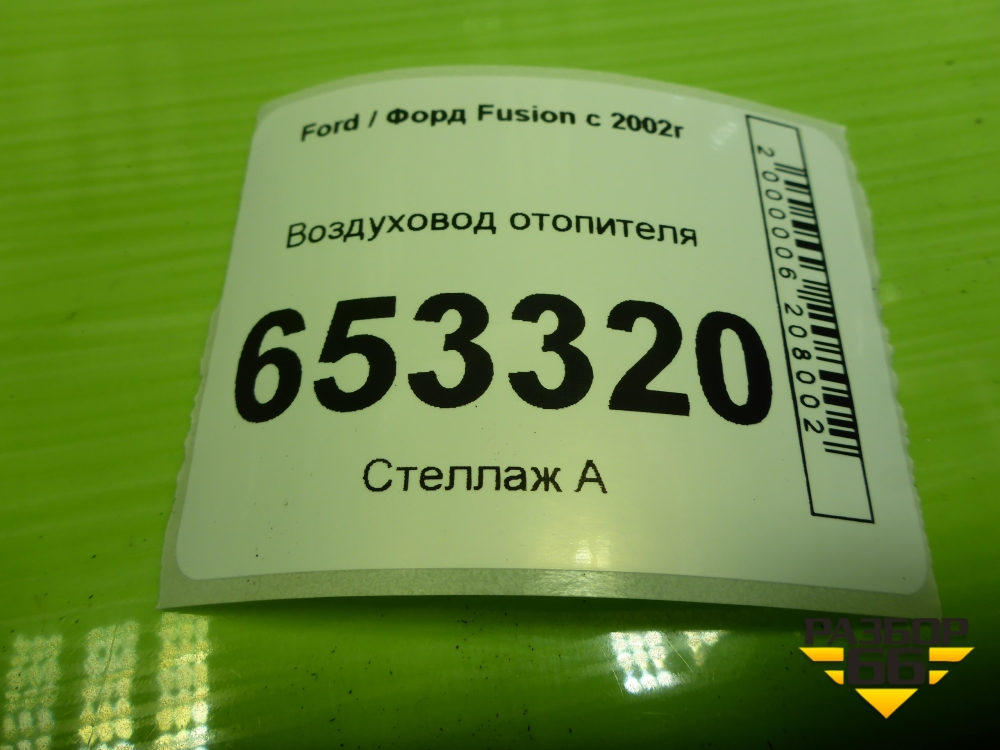 Ford / Форд Fusion с 2002г
Воздуховод отопителя
653320
Стеллаж А
2000006208002
РАЗБОР
66